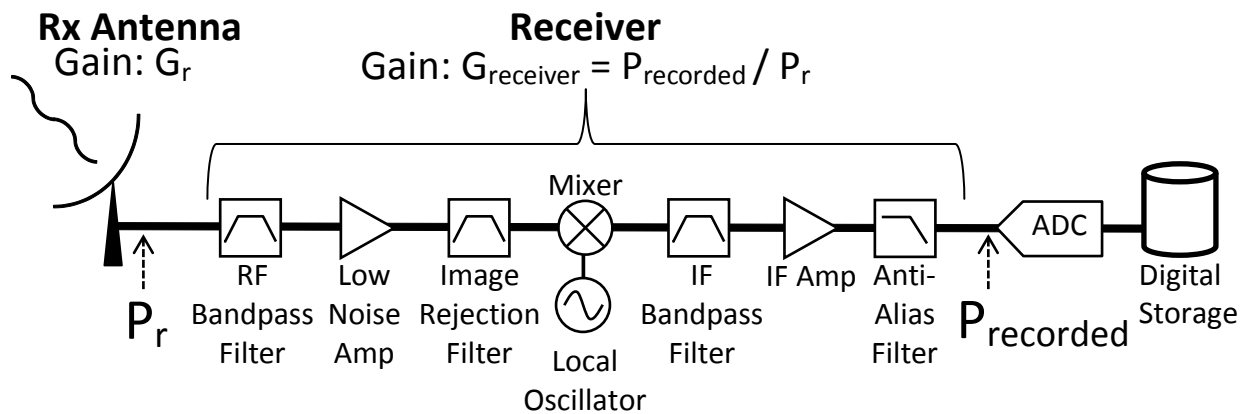 Rx Antenna
Gain: Gr
Receiver
Gain: Greceiver = Precorded / Pr
Mixer
ADC
Pr
RF
Bandpass
Filter
Low
Noise
Amp
Image
Rejection
Filter
Local
Oscillator
IF
Bandpass
Filter
IF Amp
Anti-
Alias
Filter
Precorded
Digital
Storage